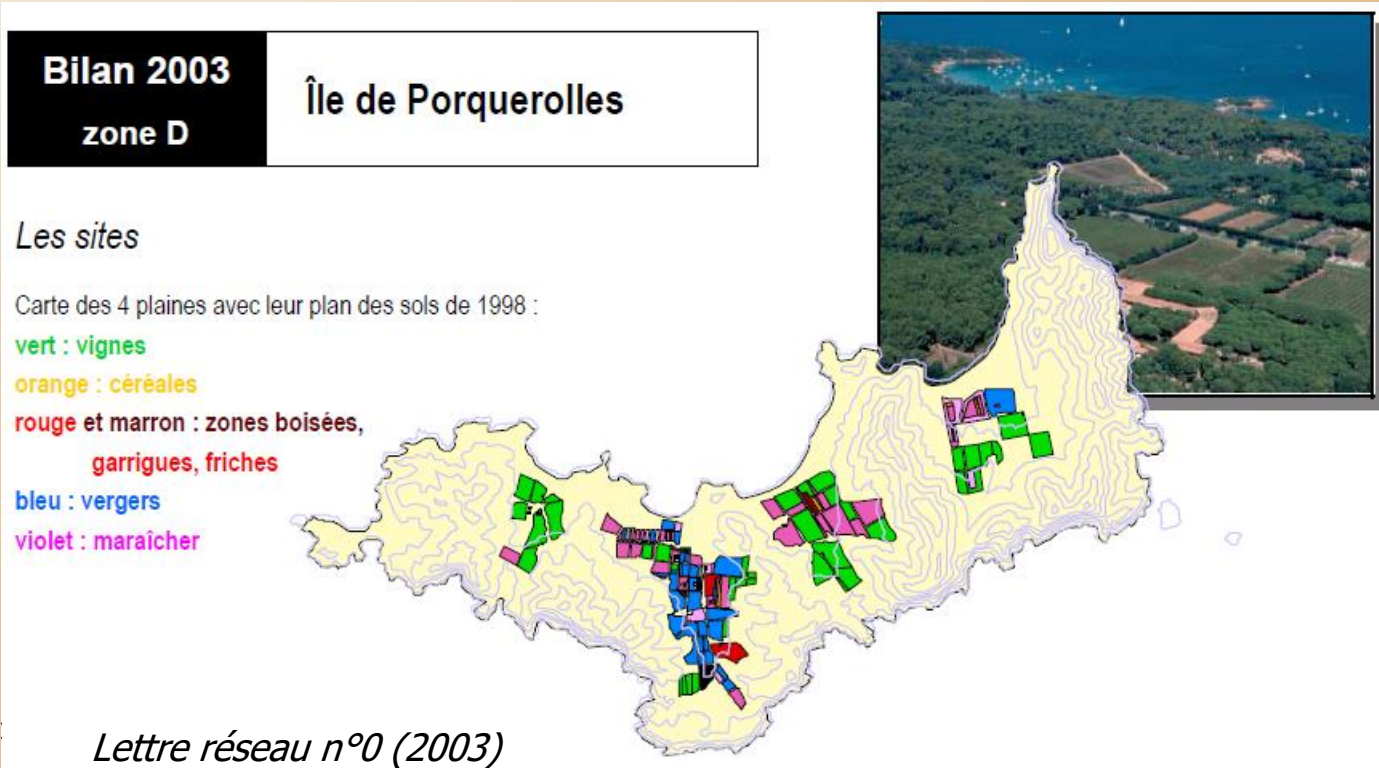 Bilan 2003
zone D
Île de Porquerolles
Les sites
Carte des 4 plaines avec leur plan des sols de 1998 :
vert : vignes
orange : céréales
rouge et marron : zones boisées,
garrigues, friches
bleu : vergers
violet : maraîcher
Lettre réseau n°0 (2003)